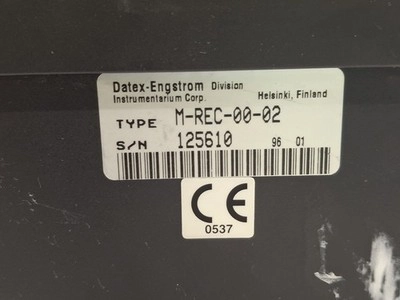 Datex-Engstrom Division
Instrumentarium Corp. Helsinki, Finland
TYPE M-REC-00-02
S/N 125610 96 01
CE
0537